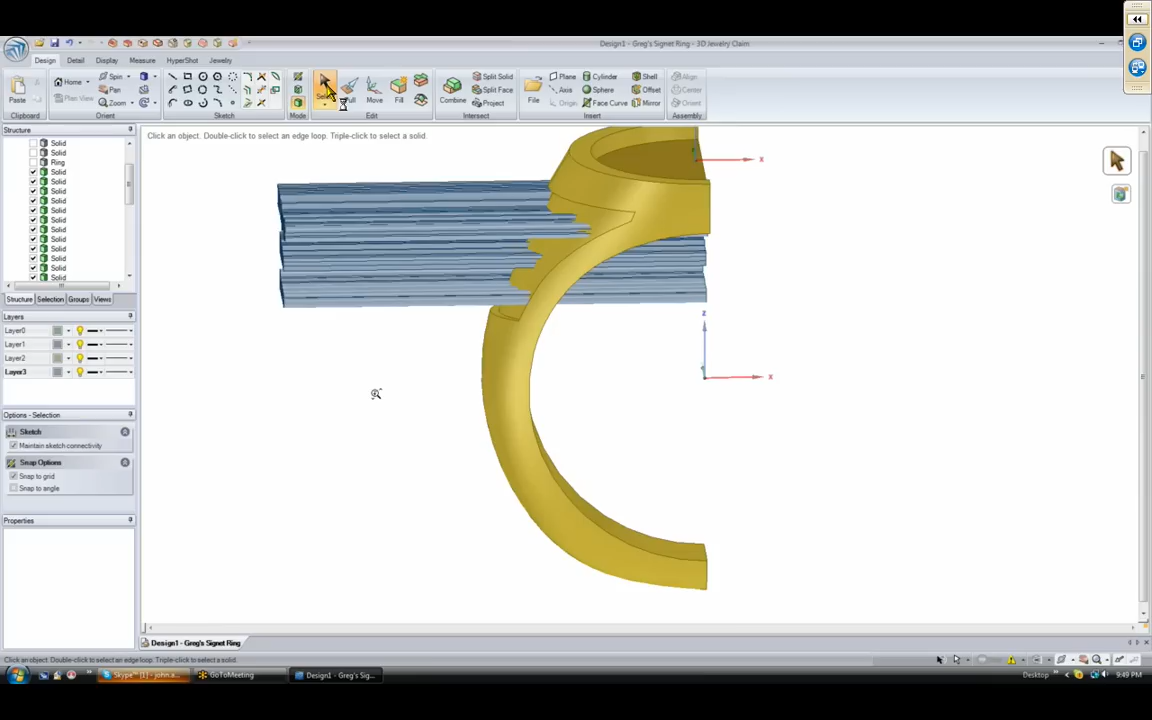 Design1 - Greg's Signet Ring - 3D Jewelry Claim
Design Detail Display Measure HyperShot Jewelry
Paste
Home Spin
Plan View Pan
Zoom
Select Pull Move Fill
Combine
Split Solid
Split Face
Project
File
Plane Cylinder Shell
Axis Sphere Offset
Origin Face Curve Mirror
Align
Tangent
Orient
Clipboard Orient Sketch Mode Edit Intersect Insert Assembly
Structure
Click an object. Double-click to select an edge loop. Triple-click to select a solid.
Solid
Solid
Ring
Solid
Solid
Solid
Solid
Solid
Solid
Solid
Solid
Solid
Solid
Solid
Solid
Structure Selection Groups Views
Layers
Layer0
Layer1
Layer2
Layer3
Options - Selection
Sketch
Maintain sketch connectivity
Snap Options
Snap to grid
Snap to angle
Properties
x
z
x
Design1 - Greg's Signet Ring
Click an object. Double-click to select an edge loop. Triple-click to select a solid.
Skype™ [1] - john.a... GoToMeeting Design1 - Greg's Sig... Desktop 9:49 PM